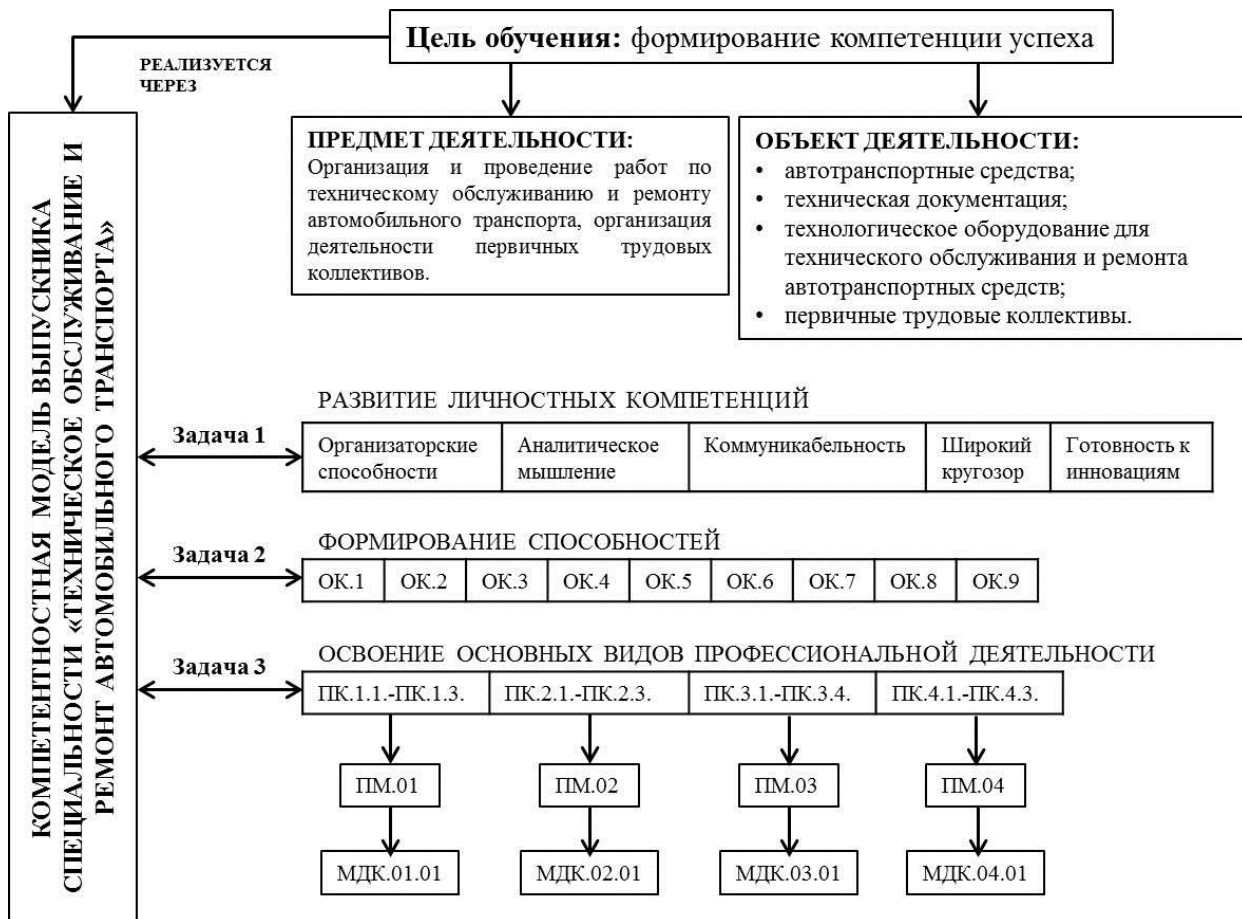 Цель обучения: формирование компетенции успеха
РЕАЛИЗУЕТСЯ
ЧЕРЕЗ
КОМПЕТЕНТНОСТНАЯ МОДЕЛЬ ВЫПУСКНИКА
СПЕЦИАЛЬНОСТИ «ТЕХНИЧЕСКОЕ ОБСЛУЖИВАНИЕ И
РЕМОНТ АВТОМОБИЛЬНОГО ТРАНСПОРТА»
ПРЕДМЕТ ДЕЯТЕЛЬНОСТИ:
Организация и проведение работ по
техническому обслуживанию и ремонту
автомобильного транспорта, организация
деятельности первичных трудовых
коллективов.
ОБЪЕКТ ДЕЯТЕЛЬНОСТИ:
• автотранспортные средства;
• техническая документация;
• технологическое оборудование для
технического обслуживания и ремонта
автотранспортных средств;
• первичные трудовые коллективы.
Задача 1
РАЗВИТИЕ ЛИЧНОСТНЫХ КОМПЕТЕНЦИЙ
Организаторские
способности
Аналитическое
мышление
Коммуникабельность
Широкий
кругозор
Готовность к
инновациям
Задача 2
ФОРМИРОВАНИЕ СПОСОБНОСТЕЙ
ОК.1 ОК.2 ОК.3 ОК.4 ОК.5 ОК.6 ОК.7 ОК.8 ОК.9
Задача 3
ОСВОЕНИЕ ОСНОВНЫХ ВИДОВ ПРОФЕССИОНАЛЬНОЙ ДЕЯТЕЛЬНОСТИ
ПК.1.1.-ПК.1.3. ПК.2.1.-ПК.2.3. ПК.3.1.-ПК.3.4. ПК.4.1.-ПК.4.3.
ПМ.01 ПМ.02 ПМ.03 ПМ.04
МДК.01.01 МДК.02.01 МДК.03.01 МДК.04.01